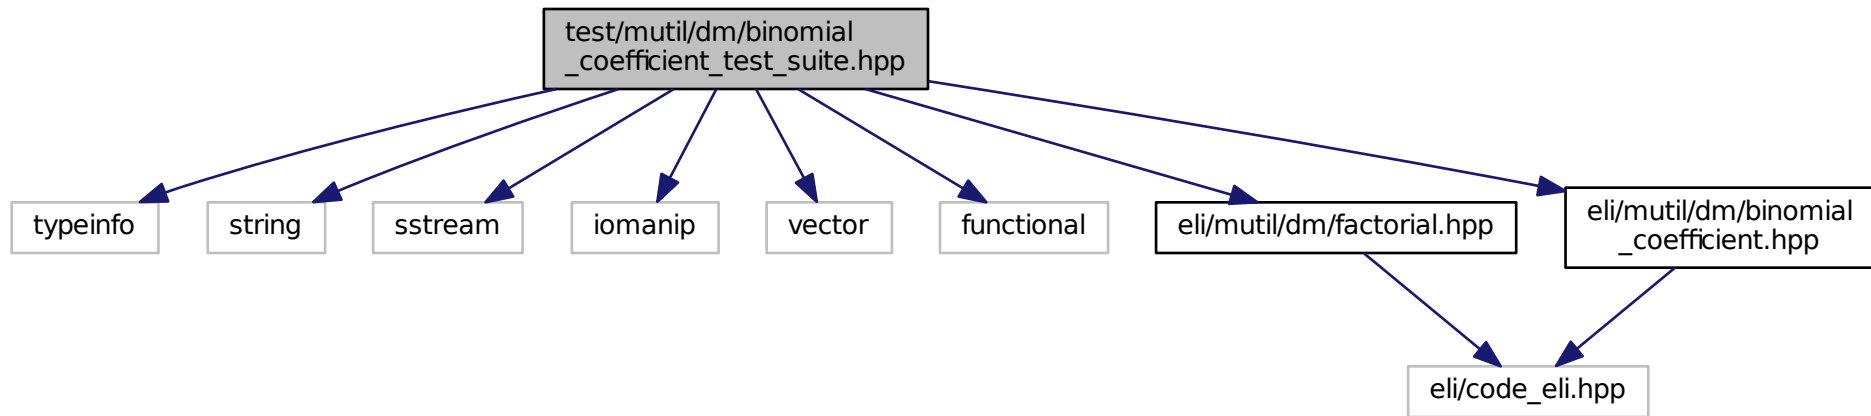 test/mutil/dm/binomial
_coefficient_test_suite.hpp
typeinfo
string
sstream
iomanip
vector
functional
eli/mutil/dm/factorial.hpp
eli/mutil/dm/binomial
_coefficient.hpp
eli/code_eli.hpp